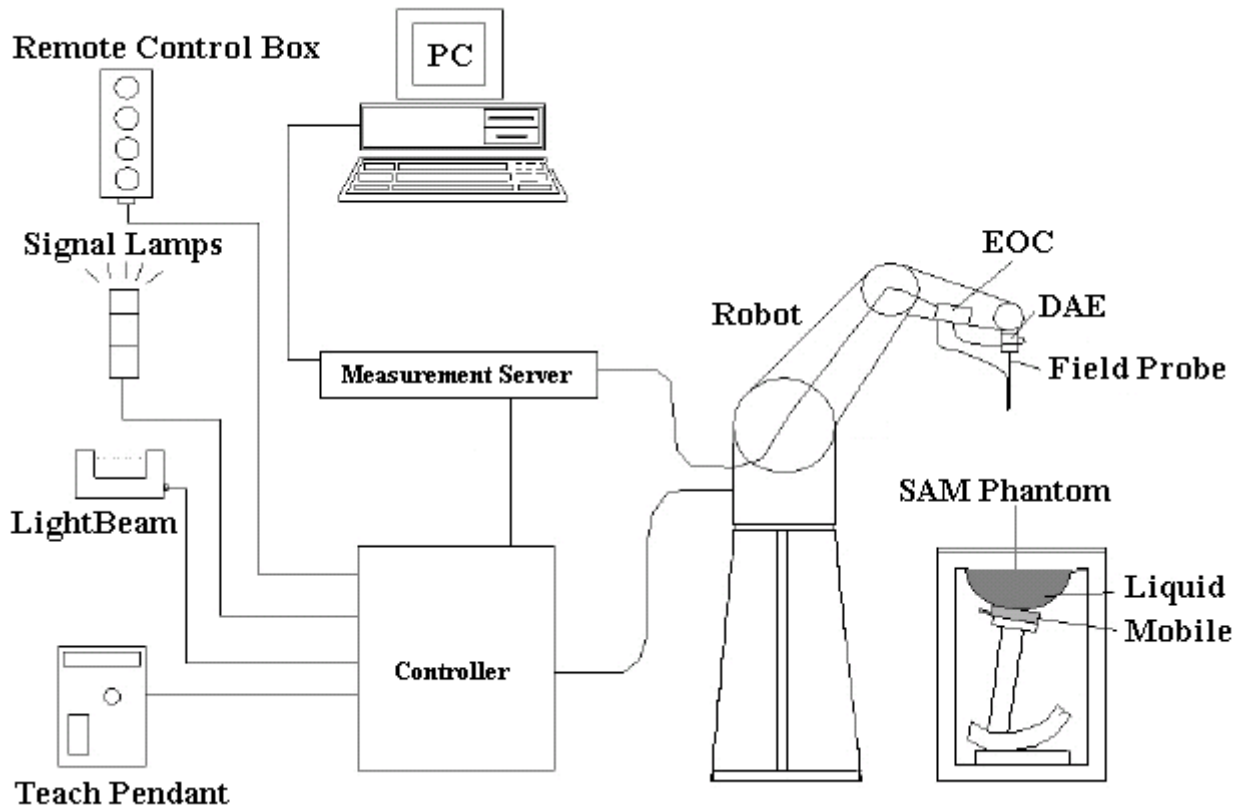 Remote Control Box
PC
Signal Lamps
EOC
Robot
DAE
Measurement Server
Field Probe
LightBeam
SAM Phantom
Liquid
Mobile
Controller
Teach Pendant